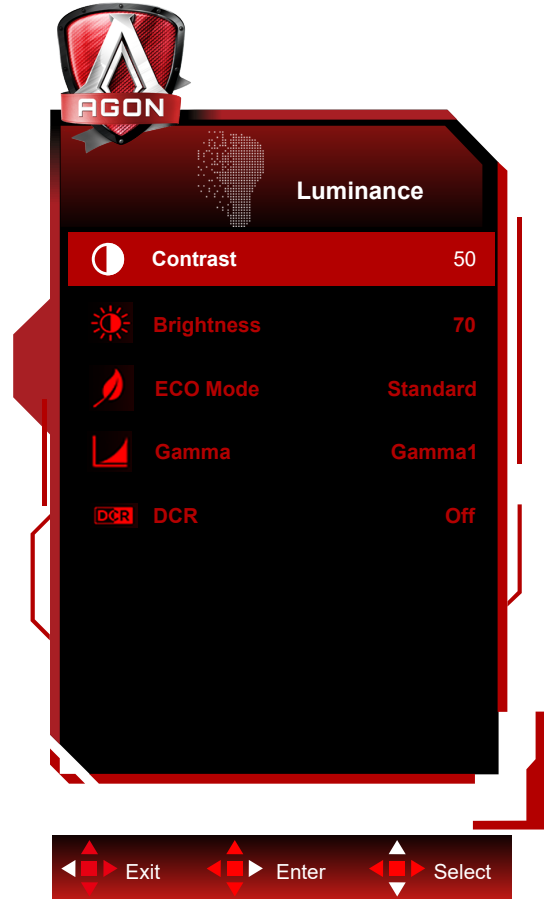 AGON
Luminance
Contrast 50
Brightness 70
ECO Mode Standard
Gamma Gamma1
DCR DCR Off
Exit Enter Select